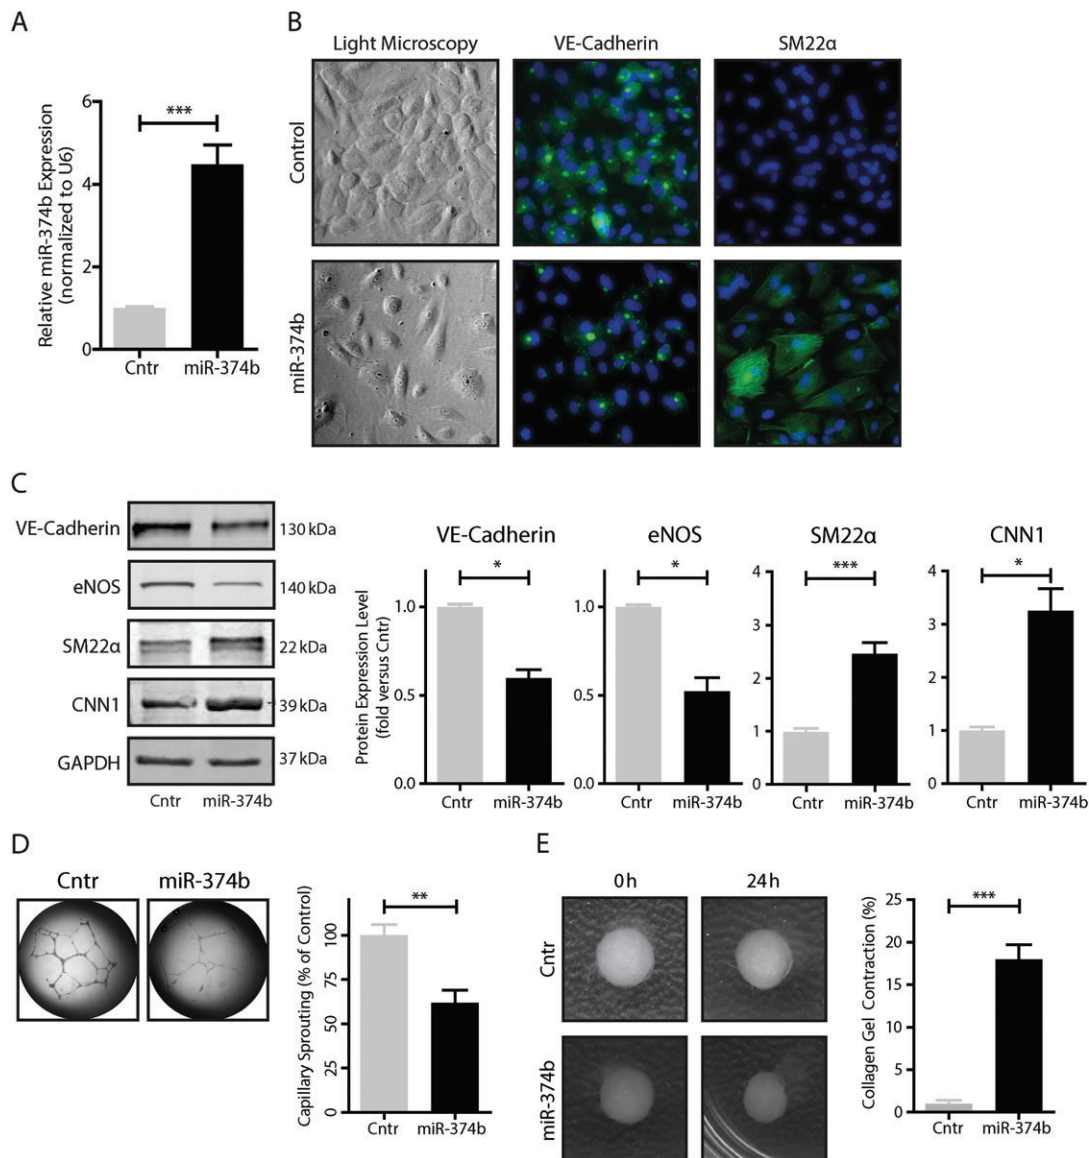 A
Relative miR-374b Expression
(normalized to U6)
6
4
2
0
***
Cntr
miR-374b
B
Light Microscopy
VE-Cadherin
SM22α
Control
miR-374b
C
VE-Cadherin
130 kDa
eNOS
140 kDa
SM22α
22 kDa
CNN1
39 kDa
GAPDH
37 kDa
Cntr
miR-374b
Protein Expression Level
(fold versus Cntr)
VE-Cadherin
*
1.0
0.5
0.0
Cntr
miR-374b
eNOS
*
1.0
0.5
0.0
Cntr
miR-374b
SM22α
***
4
3
2
1
0
Cntr
miR-374b
CNN1
*
4
3
2
1
0
Cntr
miR-374b
D
Cntr
miR-374b
Capillary Sprouting (% of Control)
**
100
75
50
25
0
Cntr
miR-374b
E
0h
24h
Cntr
miR-374b
Collagen Gel Contraction (%)
***
25
20
15
10
5
0
Cntr
miR-374b